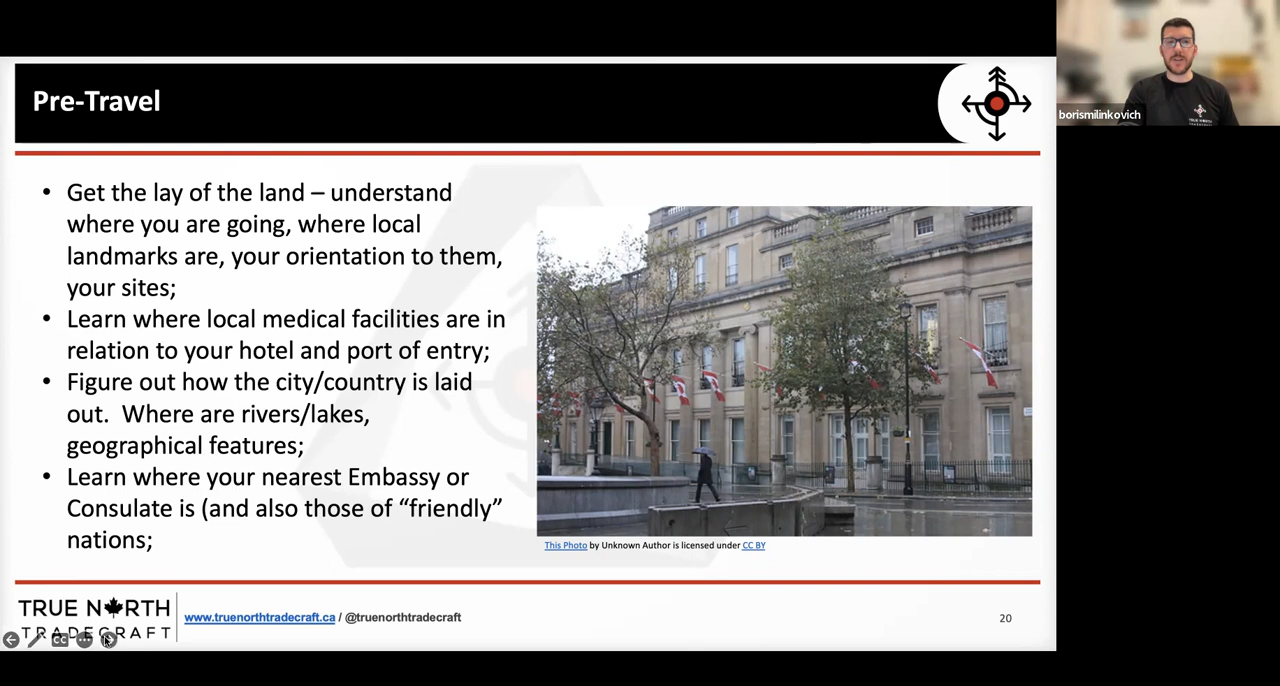 Pre-Travel
borismilinkovich
• Get the lay of the land – understand
where you are going, where local
landmarks are, your orientation to them,
your sites;
• Learn where local medical facilities are in
relation to your hotel and port of entry;
• Figure out how the city/country is laid
out.  Where are rivers/lakes,
geographical features;
• Learn where your nearest Embassy or
Consulate is (and also those of “friendly”
nations;
This Photo by Unknown Author is licensed under CC BY
TRUE NORTH
TRADECRAFT
www.truenorthtradecraft.ca / @truenorthtradecraft
20
CC
TRUE NORTH